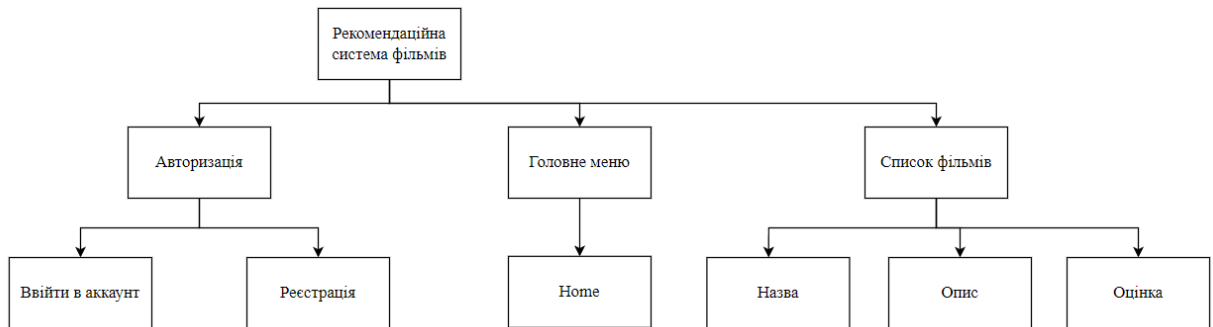 Рекомендаційна
система фільмів
Авторизація
Головне меню
Список фільмів
Ввійти в аккаунт
Реєстрація
Home
Назва
Опис
Оцінка